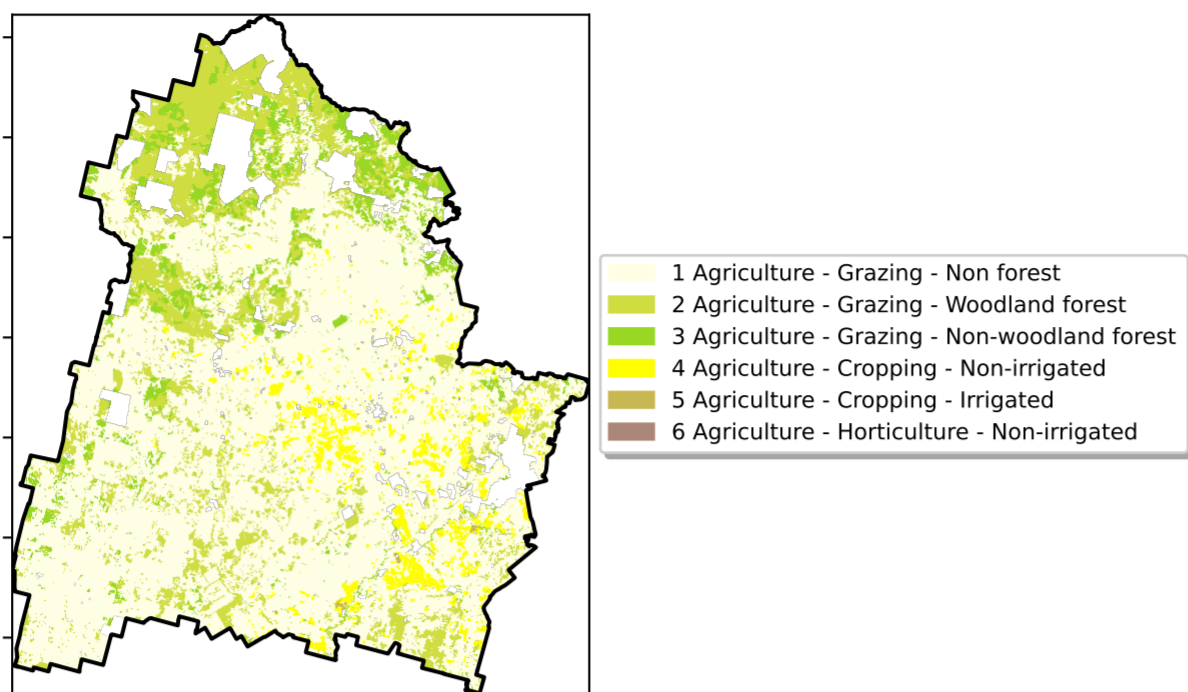 1 Agriculture - Grazing - Non forest
2 Agriculture - Grazing - Woodland forest
3 Agriculture - Grazing - Non-woodland forest
4 Agriculture - Cropping - Non-irrigated
5 Agriculture - Cropping - Irrigated
6 Agriculture - Horticulture - Non-irrigated